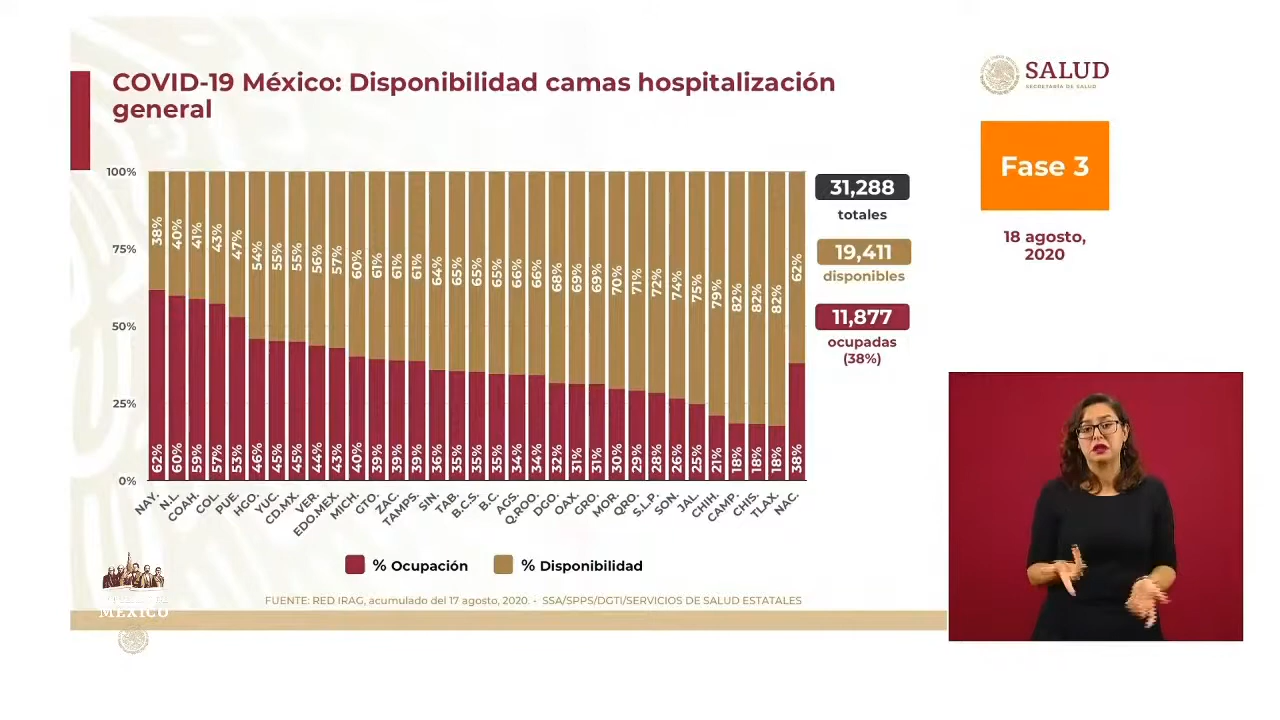 COVID-19 México: Disponibilidad camas hospitalización
general
SALUD
SECRETARÍA DE SALUD
Fase 3
18 agosto,
2020
100%
75%
50%
25%
0%
38% 40% 41% 43% 47% 54% 55% 55% 56% 57% 60% 61% 61% 61% 64% 65% 65% 65% 66% 66% 68% 69% 69% 70% 71% 72% 74% 75% 79% 82% 82% 82% 62%
62% 60% 59% 57% 53% 46% 45% 45% 44% 43% 40% 39% 39% 39% 36% 35% 35% 35% 34% 34% 32% 31% 31% 30% 29% 28% 26% 25% 21% 18% 18% 18% 38%
NAY. N.L. COAH. COL. PUE. HGO. YUC. CD.MX. VER. EDO.MEX. MICH. GTO. ZAC. TAMPS. SIN. TAB. B.C.S. B.C. AGS. Q.ROO. DGO. OAX. GRO. MOR. QRO. S.L.P. SON. JAL. CHIH. CAMP. CHIS. TLAX. NAC.
31,288
totales
19,411
disponibles
11,877
ocupadas
(38%)
% Ocupación % Disponibilidad
FUENTE: RED IRAG, acumulado del 17 agosto, 2020. - SSA/SPPS/DGTI/SERVICIOS DE SALUD ESTATALES
MÉXICO